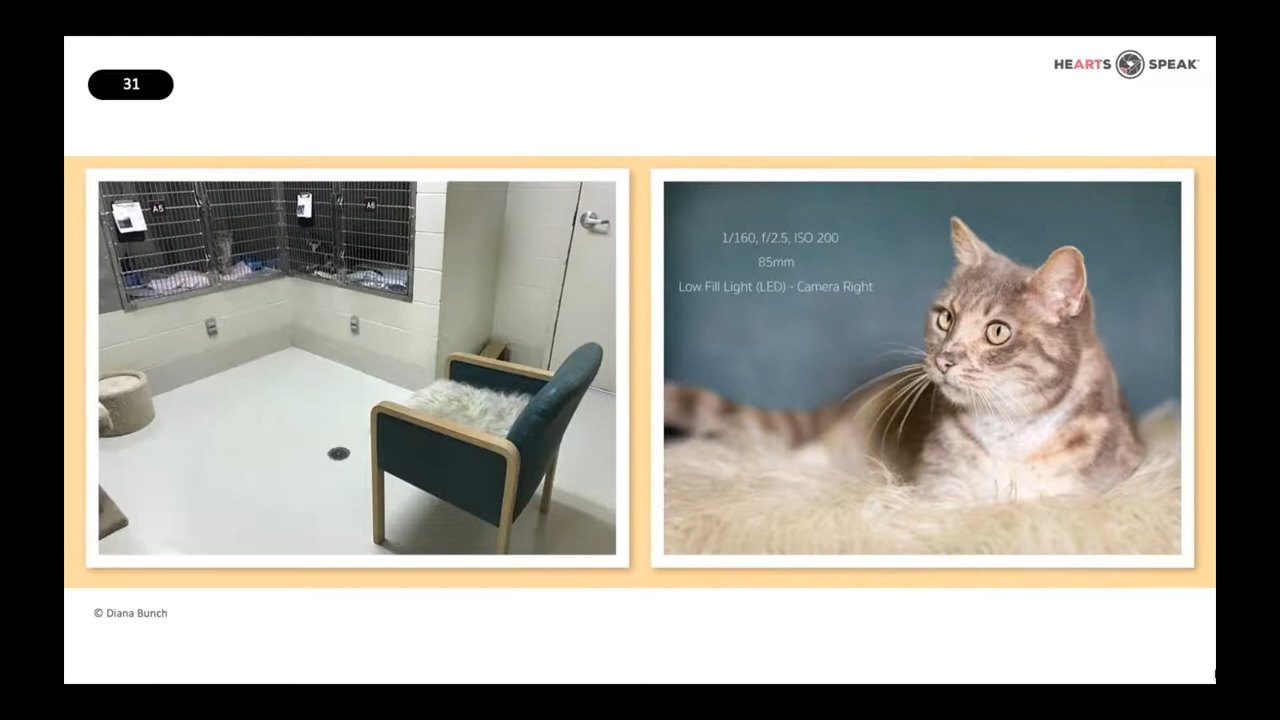 31
HEARTS SPEAK
A5
A6
1/160, f/2.5, ISO 200
85mm
Low Fill Light (LED) - Camera Right
© Diana Bunch